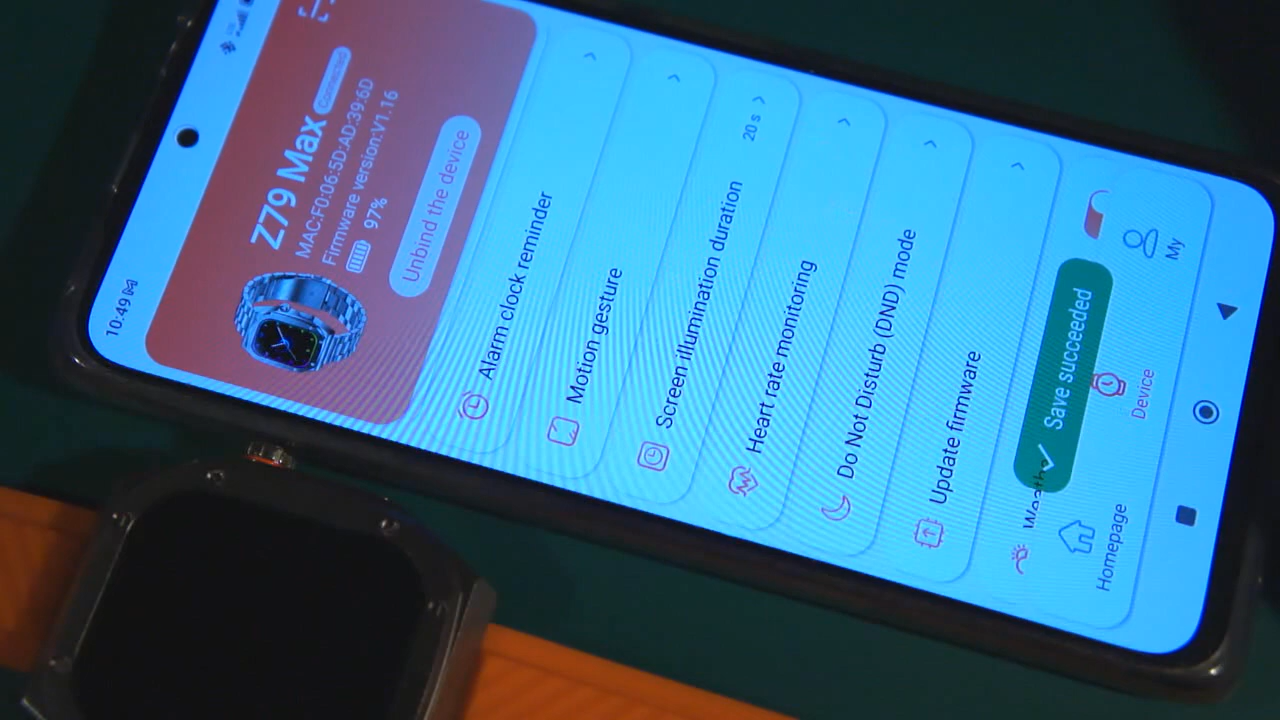 10:49
Z79 Max Connected
MAC:F0:06:5D:AD:39:6D
Firmware version:V1.16
97%
Unbind the device
Alarm clock reminder
Motion gesture
Screen illumination duration 20 s
Heart rate monitoring
Do Not Disturb (DND) mode
Update firmware
Save succeeded
Homepage
Device
My